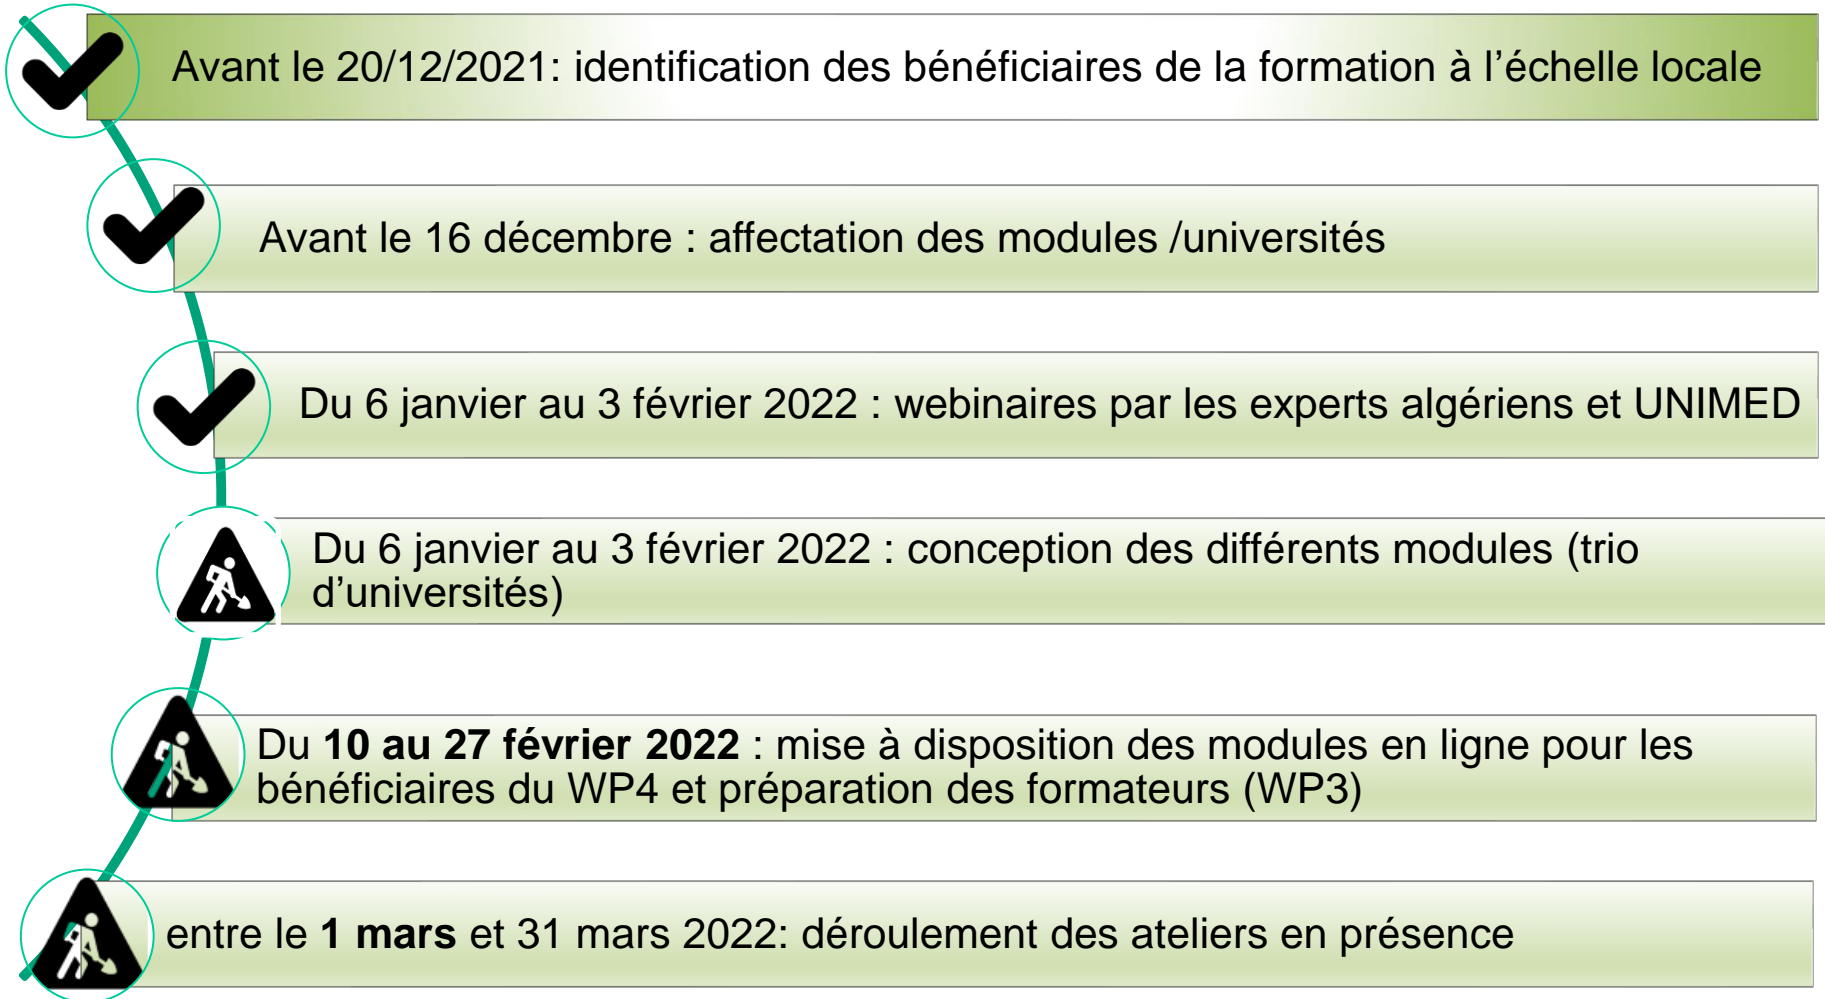 Avant le 20/12/2021: identification des bénéficiaires de la formation à l’échelle locale
Avant le 16 décembre : affectation des modules /universités
Du 6 janvier au 3 février 2022 : webinaires par les experts algériens et UNIMED
Du 6 janvier au 3 février 2022 : conception des différents modules (trio
d’universités)
Du 10 au 27 février 2022 : mise à disposition des modules en ligne pour les
bénéficiaires du WP4 et préparation des formateurs (WP3)
entre le 1 mars et 31 mars 2022: déroulement des ateliers en présence